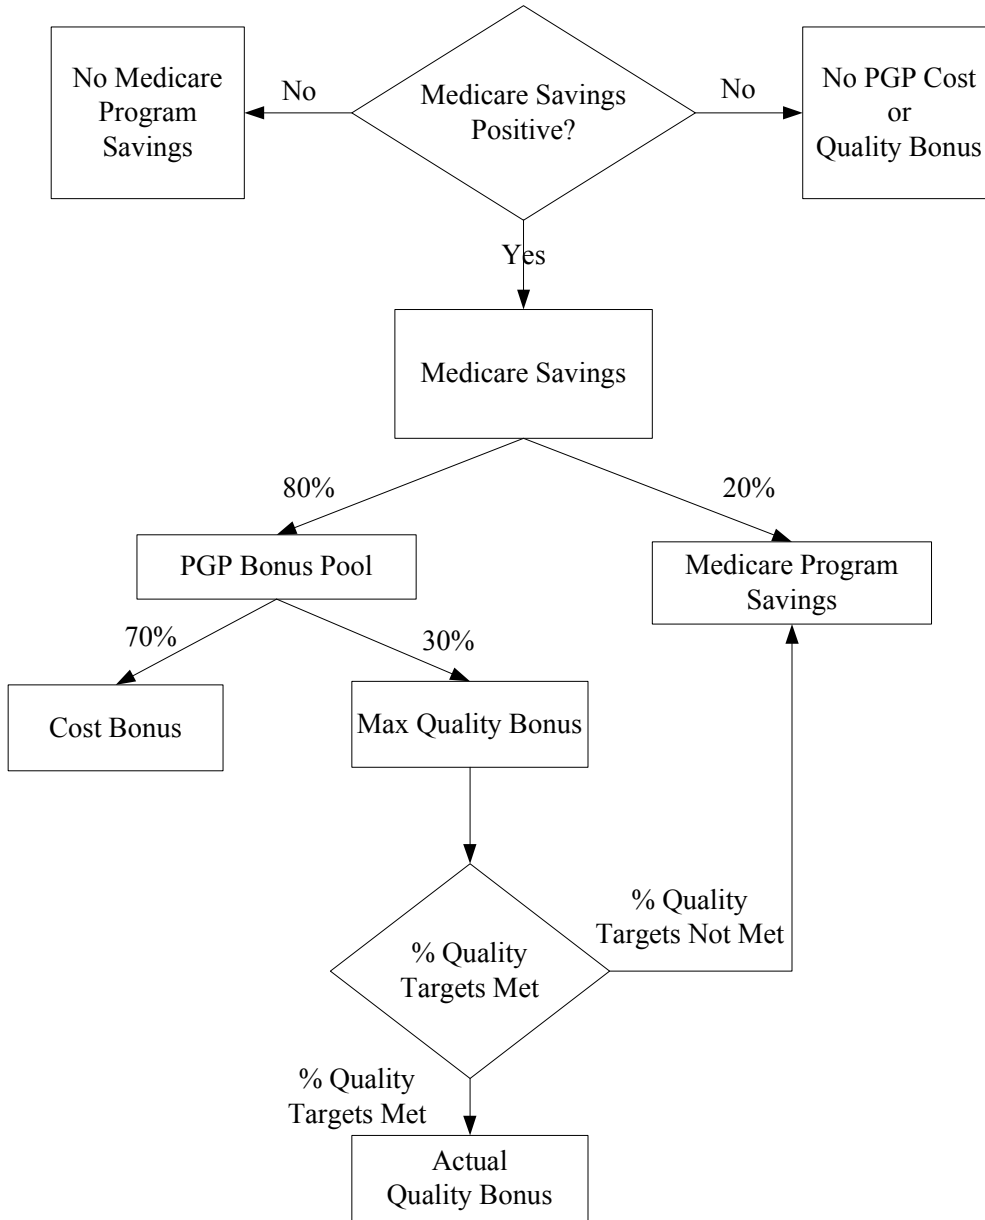 No Medicare
Program
Savings
No
Medicare Savings
Positive?
No
No PGP Cost
or
Quality Bonus
Yes
Medicare Savings
80%
20%
PGP Bonus Pool
Medicare Program
Savings
70%
30%
Cost Bonus
Max Quality Bonus
% Quality
Targets Not Met
% Quality
Targets Met
% Quality
Targets Met
Actual
Quality Bonus